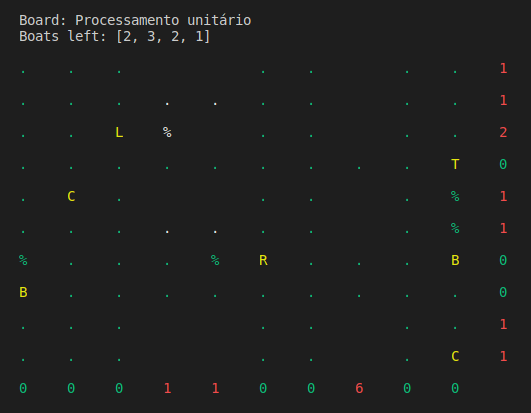 Board: Processamento unitário
Boats left: [2, 3, 2, 1]
. . .     . .   . . 1
. . . . . . .   . . 1
. . L %   . .   . . 2
. . . . . . . . . T 0
. C .     . .   . % 1
. . . . . . .   . % 1
% . . . % R . . . B 0
B . . . . . . . . . 0
. . .     . .   . . 1
. . .     . .   . C 1
0 0 0 1 1 0 0 6 0 0